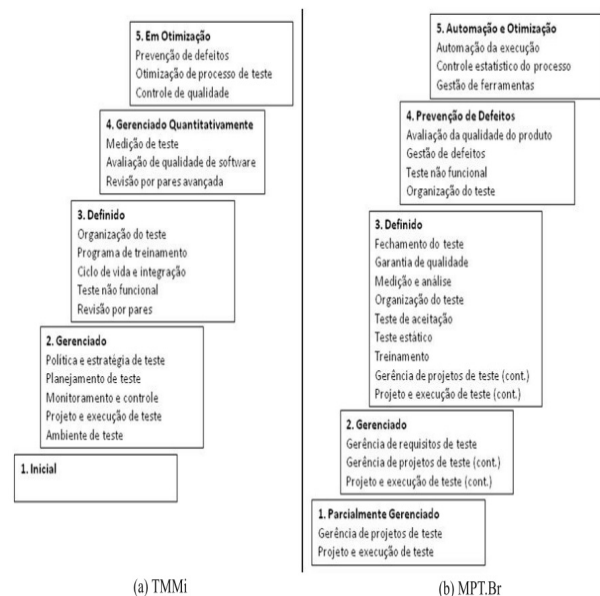 5. Em Otimização
Prevenção de defeitos
Otimização de processo de teste
Controle de qualidade
4. Gerenciado Quantitativamente
Medição de teste
Avaliação de qualidade de software
Revisão por pares avançada
3. Definido
Organização do teste
Programa de treinamento
Ciclo de vida e integração
Teste não funcional
Revisão por pares
2. Gerenciado
Política e estratégia de teste
Planejamento de teste
Monitoramento e controle
Projeto e execução de teste
Ambiente de teste
1. Inicial
(a) TMMi
5. Automação e Otimização
Automação da execução
Controle estatístico do processo
Gestão de ferramentas
4. Prevenção de Defeitos
Avaliação da qualidade do produto
Gestão de defeitos
Teste não funcional
Organização do teste
3. Definido
Fechamento do teste
Garantia de qualidade
Medição e análise
Organização do teste
Teste de aceitação
Teste estático
Treinamento
Gerência de projetos de teste (cont.)
Projeto e execução de teste (cont.)
2. Gerenciado
Gerência de requisitos de teste
Gerência de projetos de teste (cont.)
Projeto e execução de teste (cont.)
1. Parcialmente Gerenciado
Gerência de projetos de teste
Projeto e execução de teste
(b) MPT.Br